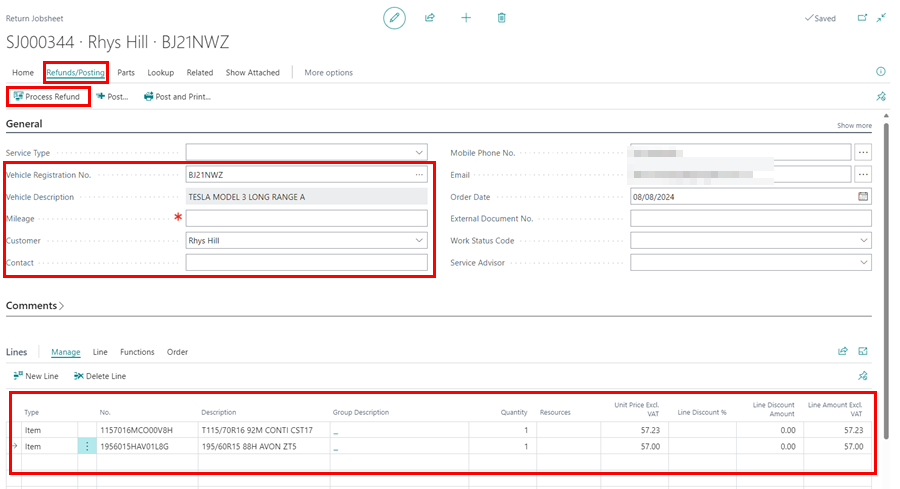 Return Jobsheet
Saved
SJ000344 · Rhys Hill · BJ21NWZ
Home Refunds/Posting Parts Lookup Related Show Attached More options
Process Refund Post... Post and Print...
General Show more
Service Type Mobile Phone No.
Vehicle Registration No. BJ21NWZ Email
Vehicle Description TESLA MODEL 3 LONG RANGE A Order Date 08/08/2024
Mileage * External Document No.
Customer Rhys Hill Work Status Code
Contact Service Advisor
Comments
Lines Manage Line Functions Order
New Line Delete Line
Type No. Description Group Description Quantity Resources Unit Price Excl. VAT Line Discount % Line Discount Amount Line Amount Excl. VAT
Item 1157016MCO00V8H T115/70R16 92M CONTI CST17 _ 1 57.23 0.00 57.23
Item 1956015HAV01L8G 195/60R15 88H AVON ZT5 _ 1 57.00 0.00 57.00